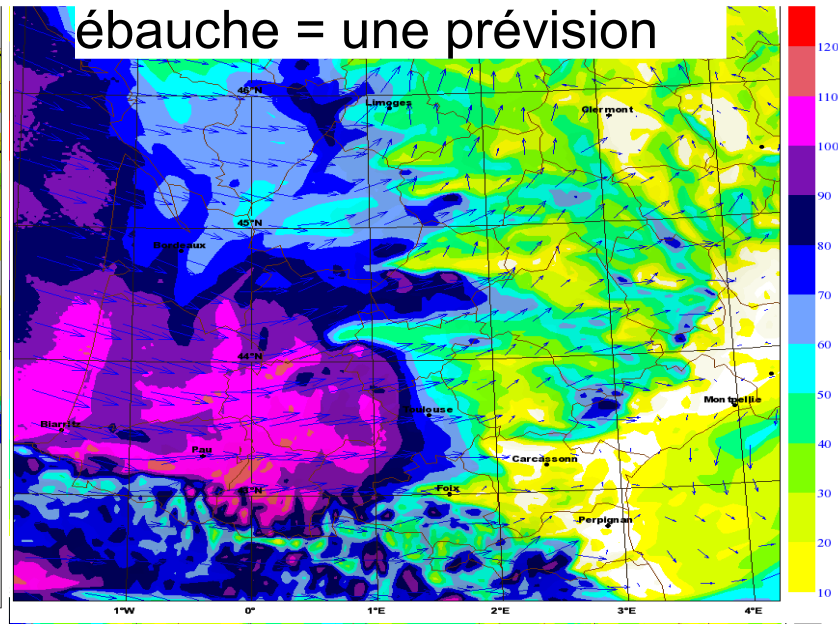 ébauche = une prévision
120
110
100
90
80
70
60
50
40
30
20
10
46°N
Limoges
Clermont
45°N
Bordeaux
44°N
Toulouse
Montpellie
Biarritz
Pau
Carcassonn
Foix
Perpignan
1°W
0°
1°E
2°E
3°E
4°E